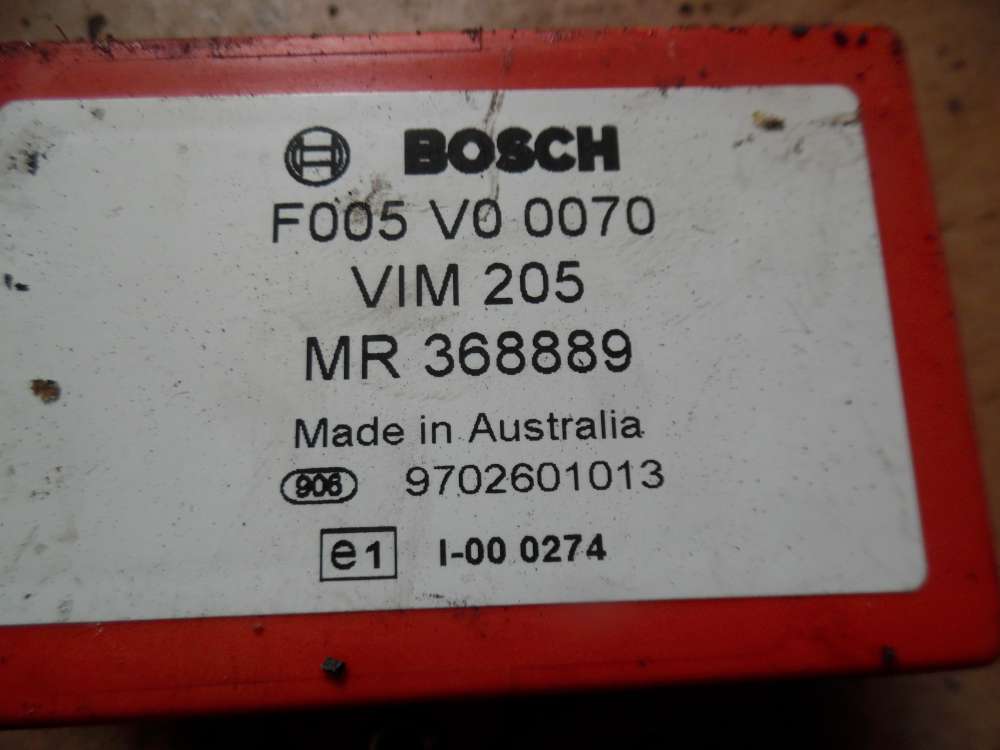 BOSCH
F005 V0 0070
VIM 205
MR 368889
Made in Australia
906 9702601013
e1 I-00 0274